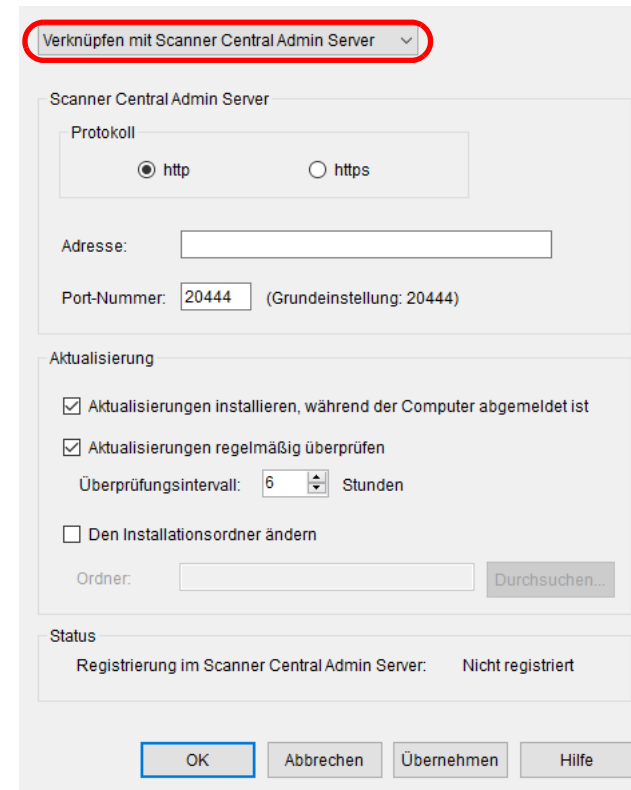 Verknüpfen mit Scanner Central Admin Server
Scanner Central Admin Server
Protokoll
http https
Adresse:
Port-Nummer: 20444 (Grundeinstellung: 20444)
Aktualisierung
Aktualisierungen installieren, während der Computer abgemeldet ist
Aktualisierungen regelmäßig überprüfen
Überprüfungsintervall: 6 Stunden
Den Installationsordner ändern
Ordner: Durchsuchen...
Status
Registrierung im Scanner Central Admin Server: Nicht registriert
OK Abbrechen Übernehmen Hilfe